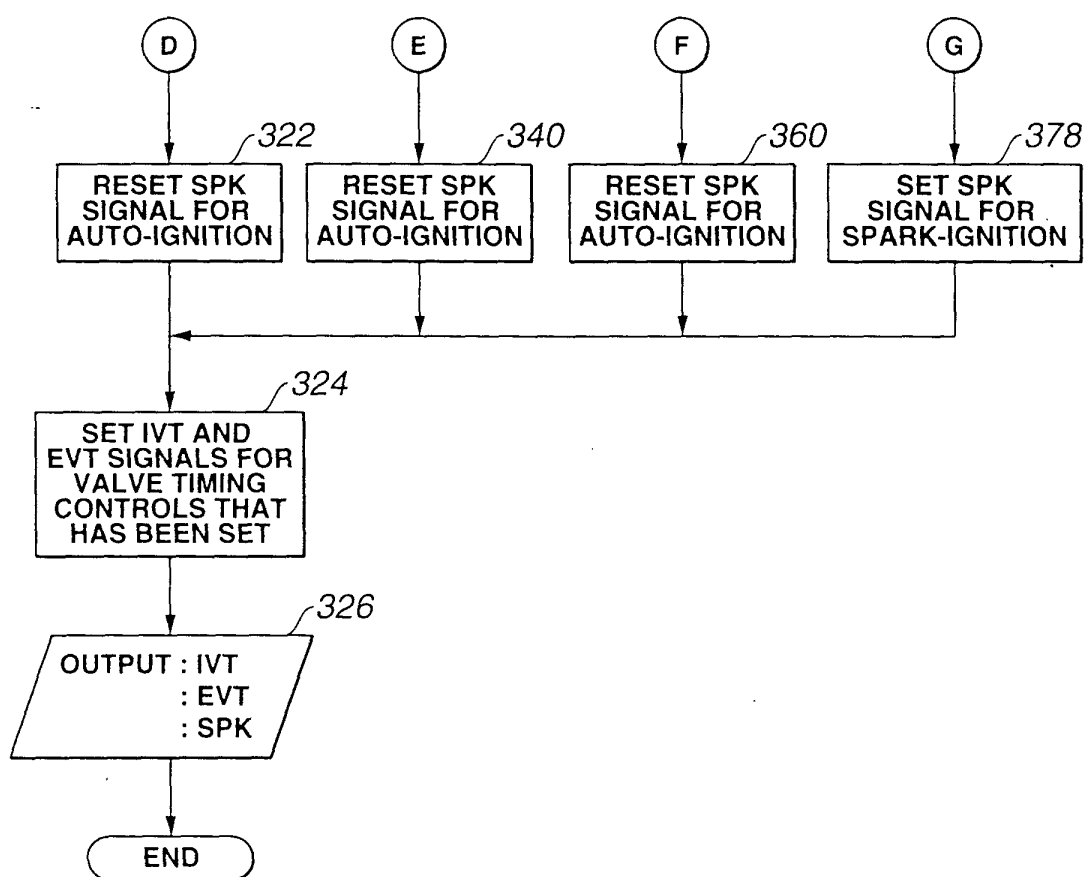 D
E
F
G
322
340
360
378
RESET SPK
SIGNAL FOR
AUTO-IGNITION
RESET SPK
SIGNAL FOR
AUTO-IGNITION
RESET SPK
SIGNAL FOR
AUTO-IGNITION
SET SPK
SIGNAL FOR
SPARK-IGNITION
324
SET IVT AND
EVT SIGNALS FOR
VALVE TIMING
CONTROLS THAT
HAS BEEN SET
326
OUTPUT : IVT
: EVT
: SPK
END